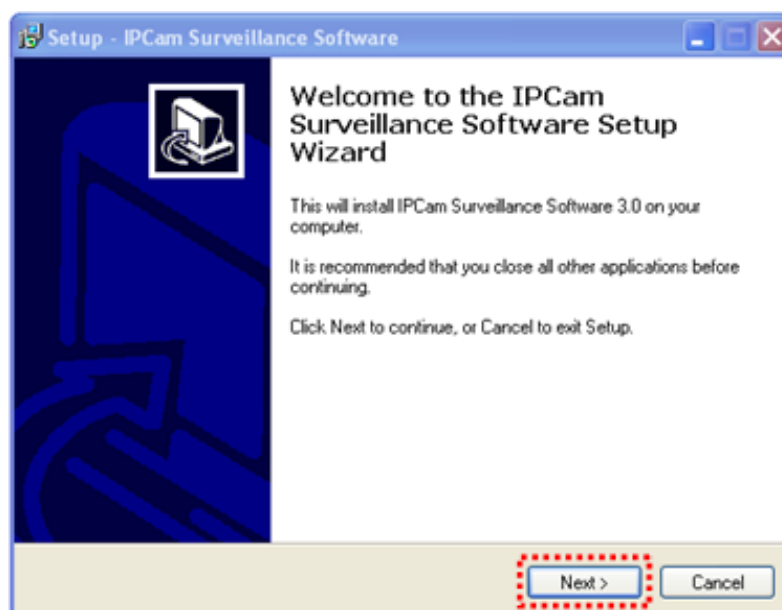 Setup - IPCam Surveillance Software
Welcome to the IPCam
Surveillance Software Setup
Wizard
This will install IPCam Surveillance Software 3.0 on your
computer.
It is recommended that you close all other applications before
continuing.
Click Next to continue, or Cancel to exit Setup.
Next >
Cancel